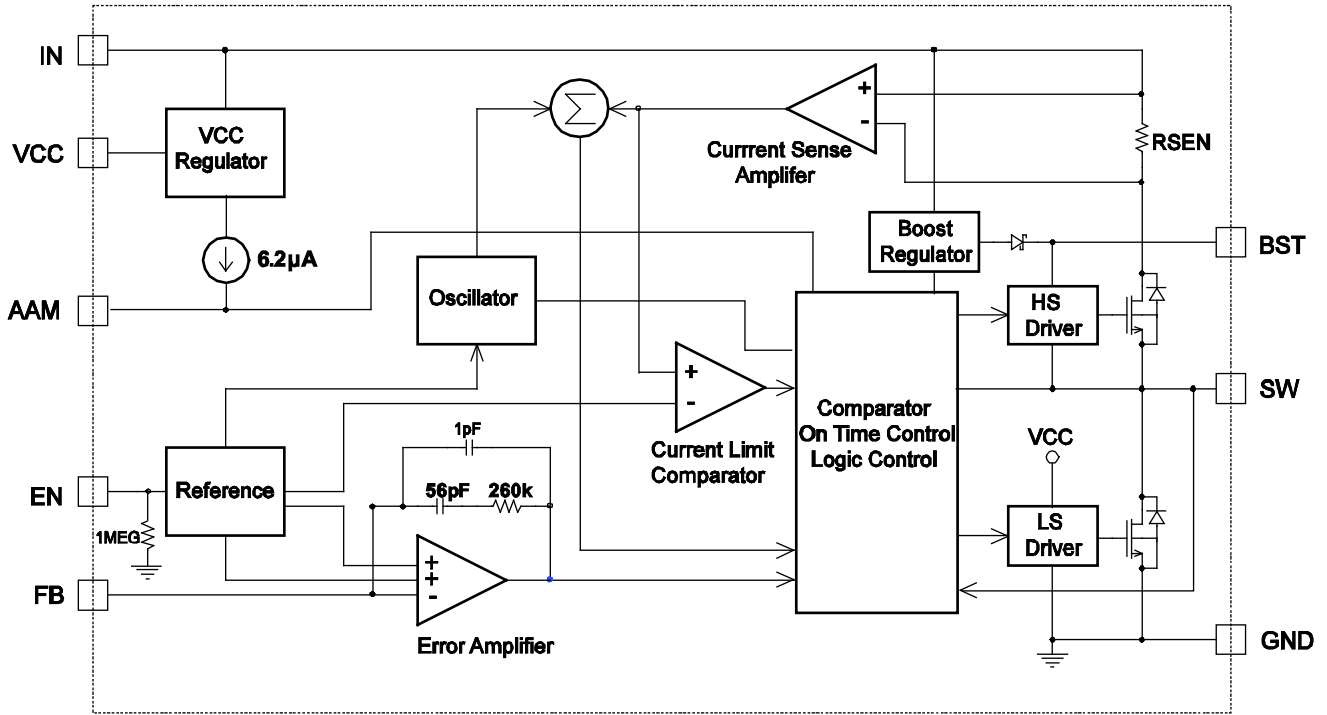 IN
VCC
Regulator
VCC
6.2µA
AAM
Σ
+
-
Currrent Sense
Amplifer
RSEN
Boost
Regulator
BST
Oscillator
HS
Driver
SW
+
-
Current Limit
Comparator
Comparator
On Time Control
Logic Control
VCC
LS
Driver
GND
EN
Reference
1MEG
1pF
56pF
260k
FB
+
+
-
Error Amplifier